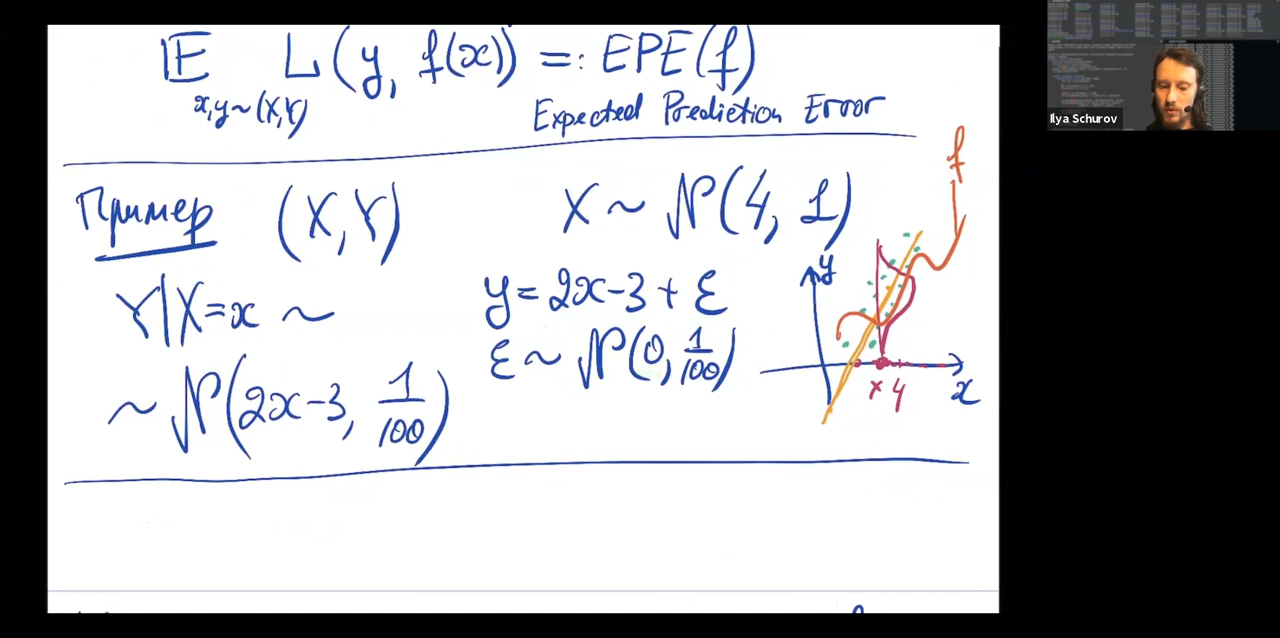 𝔼 L(y, f(x)) =: EPE(f)
x,y~(X,Y)
Expected Prediction Error
Ilya Schurov
Пример (X,Y) X ~ 𝒩(4, 1)
Y|X=x ~ y=2x-3+ε
~ 𝒩(2x-3, 1/100) ε ~ 𝒩(0, 1/100)
f
y
x 4 x